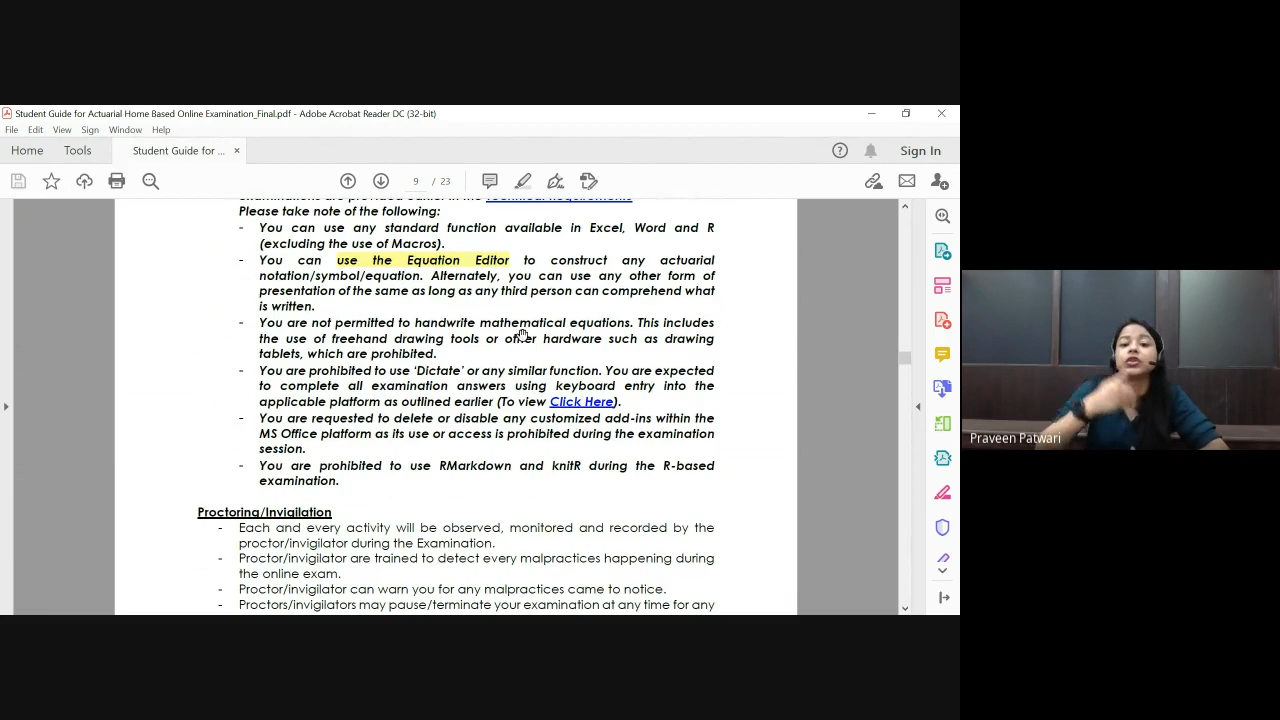 Student Guide for Actuarial Home Based Online Examination_Final.pdf - Adobe Acrobat Reader DC (32-bit)
File Edit View Sign Window Help
Home Tools Student Guide for ... × Sign In
9 / 23
Examinations are provided earlier in the Technical Requirements
Please take note of the following:
- You can use any standard function available in Excel, Word and R
(excluding the use of Macros).
- You can use the Equation Editor to construct any actuarial
notation/symbol/equation. Alternately, you can use any other form of
presentation of the same as long as any third person can comprehend what
is written.
- You are not permitted to handwrite mathematical equations. This includes
the use of freehand drawing tools or other hardware such as drawing
tablets, which are prohibited.
- You are prohibited to use ‘Dictate’ or any similar function. You are expected
to complete all examination answers using keyboard entry into the
applicable platform as outlined earlier (To view Click Here).
- You are requested to delete or disable any customized add-ins within the
MS Office platform as its use or access is prohibited during the examination
session.
- You are prohibited to use RMarkdown and knitR during the R-based
examination.
Proctoring/Invigilation
- Each and every activity will be observed, monitored and recorded by the
proctor/invigilator during the Examination.
- Proctor/invigilator are trained to detect every malpractices happening during
the online exam.
- Proctor/invigilator can warn you for any malpractices came to notice.
- Proctors/invigilators may pause/terminate your examination at any time for any
Praveen Patwari